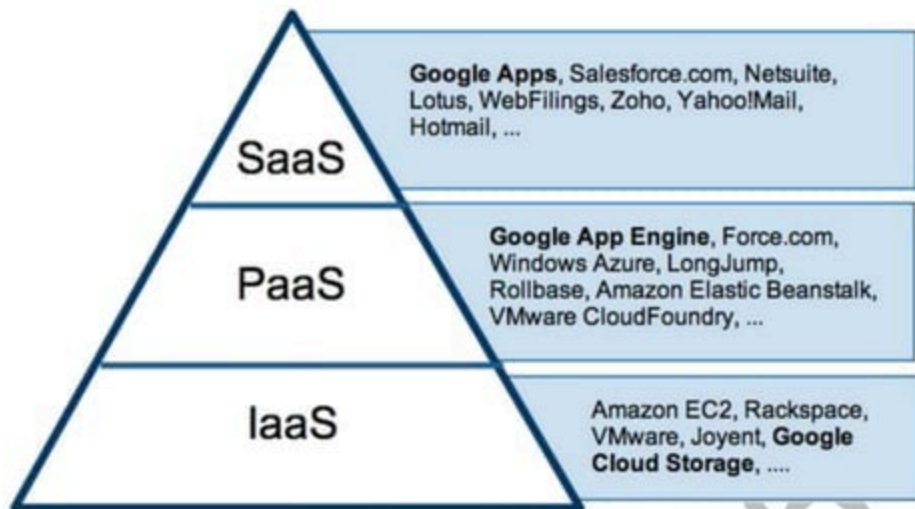 Google Apps, Salesforce.com, Netsuite,
Lotus, WebFilings, Zoho, Yahoo!Mail,
Hotmail, ...
SaaS
Google App Engine, Force.com,
Windows Azure, LongJump,
Rollbase, Amazon Elastic Beanstalk,
VMware CloudFoundry, ...
PaaS
Amazon EC2, Rackspace,
VMware, Joyent, Google
Cloud Storage, ....
IaaS